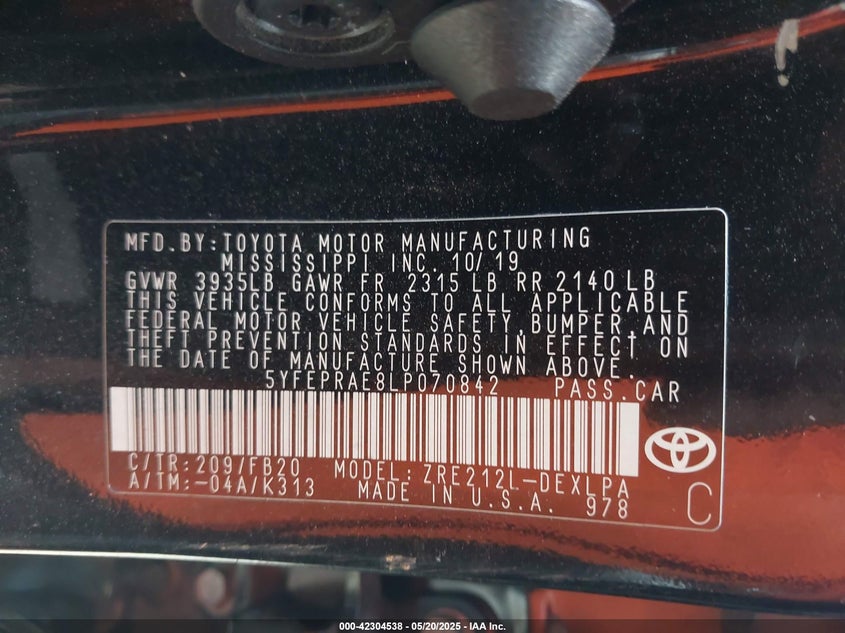 MFD.BY:TOYOTA MOTOR MANUFACTURING
MISSISSIPPI INC. 10/19
GVWR 3935LB GAWR FR 2315 LB RR 2140 LB
THIS VEHICLE CONFORMS TO ALL APPLICABLE
FEDERAL MOTOR VEHICLE SAFETY,BUMPER,AND
THEFT PREVENTION STANDARDS IN EFFECT ON
THE DATE OF MANUFACTURE SHOWN ABOVE.
5YFEPRAE8LP070842 PASS.CAR
C/TR:209/FB20 MODEL:ZRE212L-DEXLPA
A/TM:-04A/K313 MADE IN U.S.A. 978
C
000-42304538 - 05/20/2025 - IAA Inc.